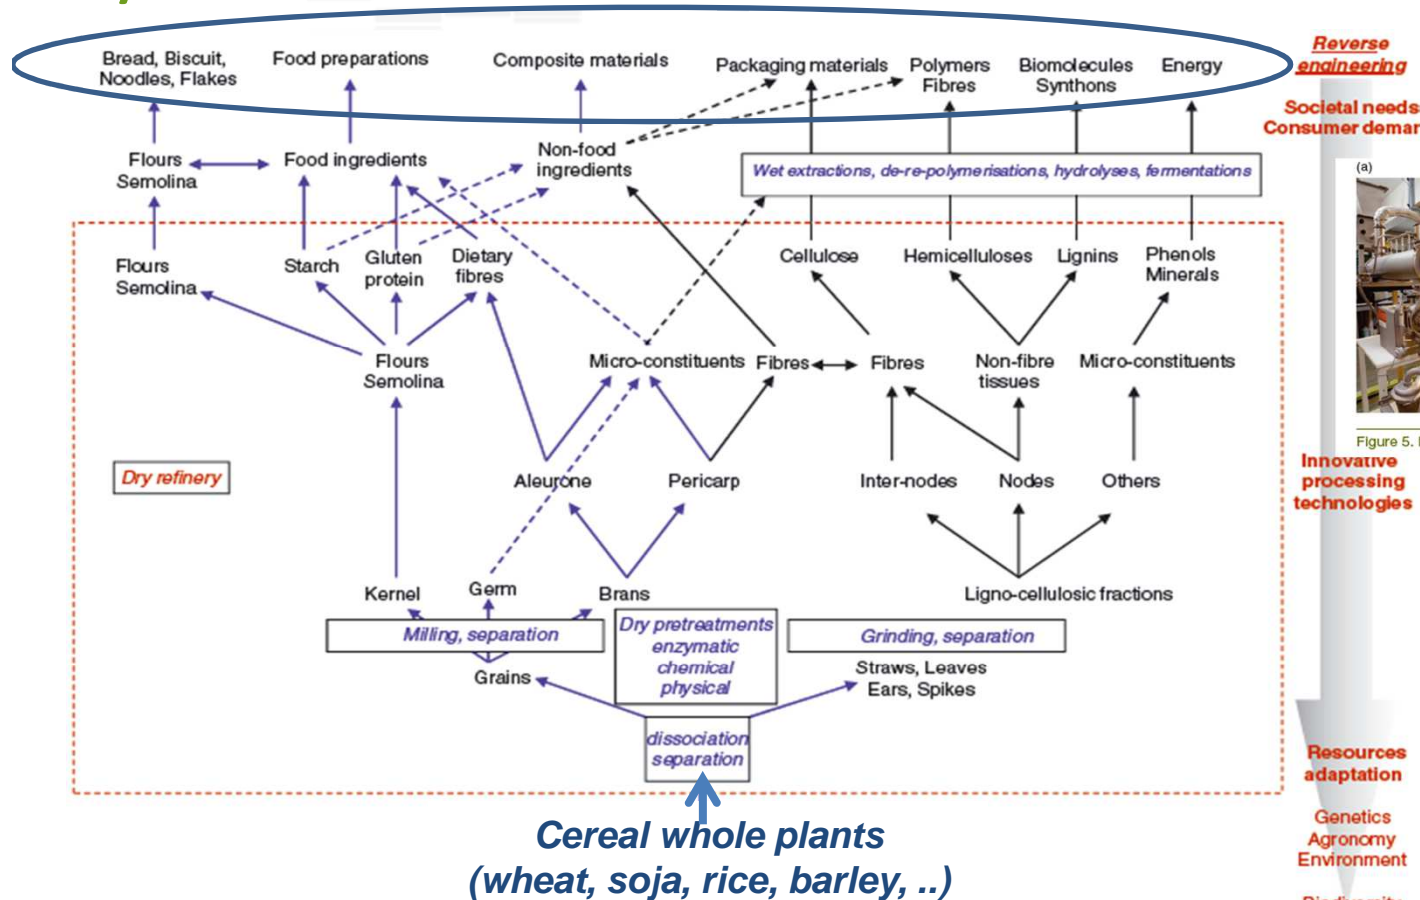 Bread, Biscuit,
Noodles, Flakes
Food preparations
Composite materials
Packaging materials
Polymers
Fibres
Biomolecules
Synthons
Energy
Reverse
engineering
Societal needs
Consumer
Flours
Semolina
Food ingredients
Non-food
ingredients
Wet extractions, de-re-polymerisations, hydrolyses, fermentations
(a)
Flours
Semolina
Starch
Gluten
protein
Dietary
fibres
Cellulose
Hemicelluloses
Lignins
Phenols
Minerals
Flours
Semolina
Micro-constituents
Fibres
Fibres
Non-fibre
tissues
Micro-constituents
Figure 5.
Dry refinery
Aleurone
Pericarp
Inter-nodes
Nodes
Others
Innovative
processing
technologies
Kernel
Germ
Brans
Ligno-cellulosic fractions
Milling, separation
Dry pretreatments
enzymatic
chemical
physical
Grinding, separation
Grains
Straws, Leaves
Ears, Spikes
dissociation
separation
Resources
adaptation
Genetics
Agronomy
Environment
Cereal whole plants
(wheat, soja, rice, barley, ..)